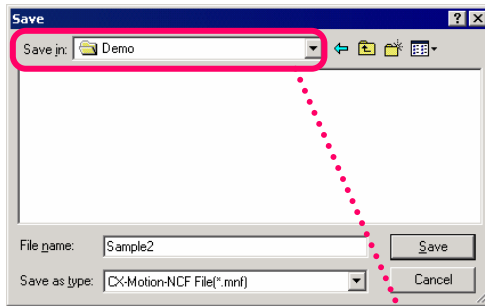 Save
Save in: Demo
File name: Sample2 Save
Save as type: CX-Motion-NCF File(*.mnf) Cancel